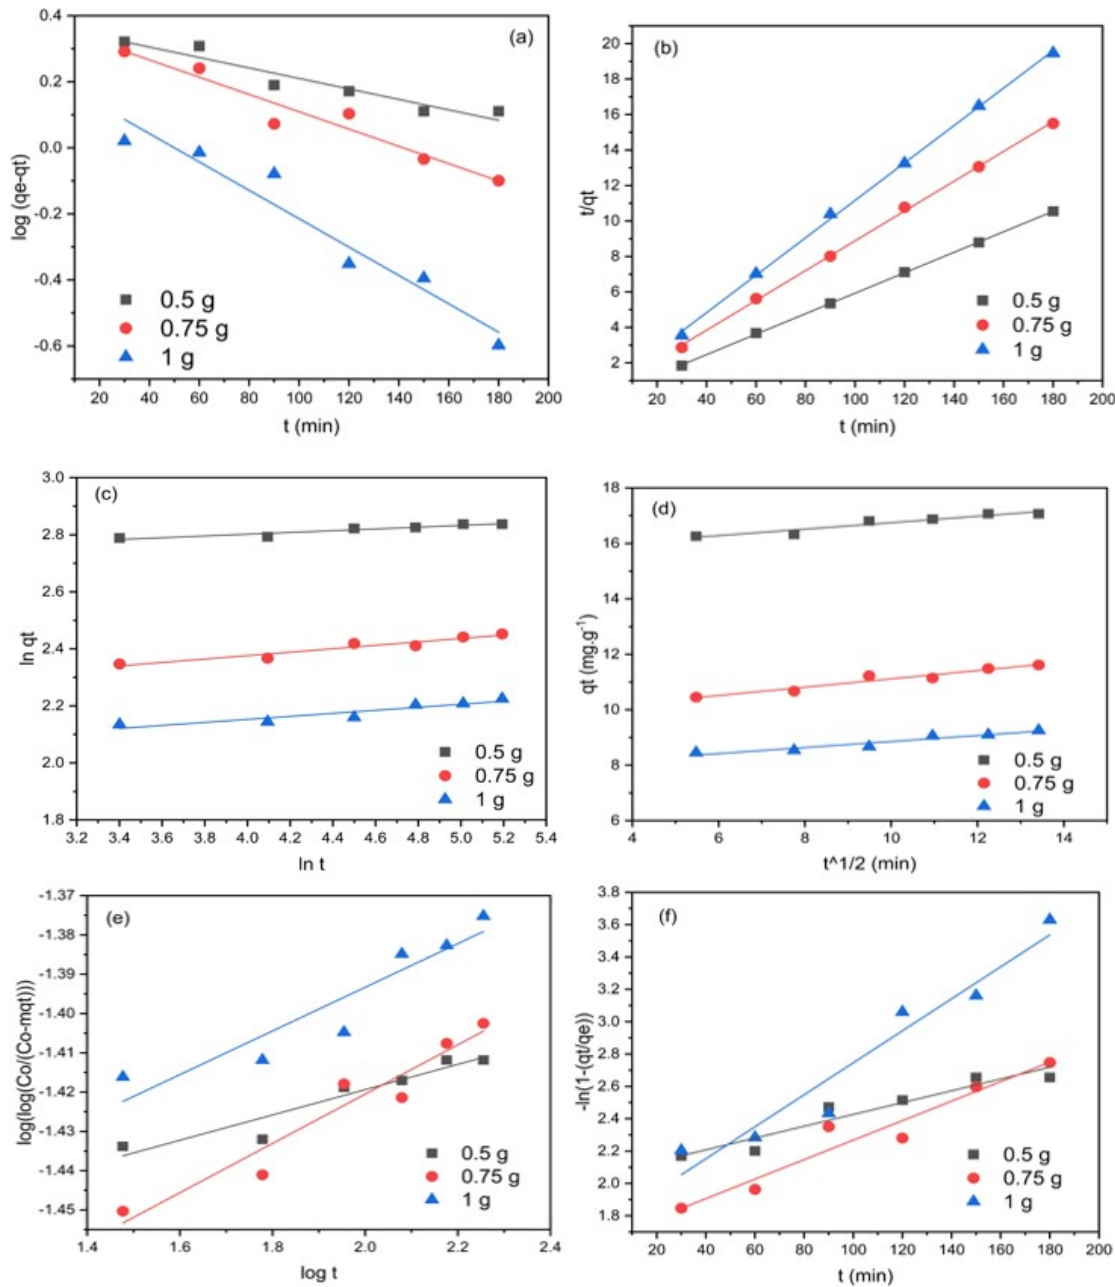 (a)
log (qe-qt)
0.4
0.2
0.0
-0.2
-0.4
-0.6
0.5 g
0.75 g
1 g
20 40 60 80 100 120 140 160 180 200
t (min)
(b)
t/qt
20
18
16
14
12
10
8
6
4
2
0.5 g
0.75 g
1 g
20 40 60 80 100 120 140 160 180 200
t (min)
(c)
ln qt
3.0
2.8
2.6
2.4
2.2
2.0
1.8
0.5 g
0.75 g
1 g
3.2 3.4 3.6 3.8 4.0 4.2 4.4 4.6 4.8 5.0 5.2 5.4
ln t
(d)
qt (mg.g⁻¹)
18
16
14
12
10
8
6
0.5 g
0.75 g
1 g
4 6 8 10 12 14
t^1/2 (min)
(e)
log(log(Co/(Co-mqt)))
-1.37
-1.38
-1.39
-1.40
-1.41
-1.42
-1.43
-1.44
-1.45
0.5 g
0.75 g
1 g
1.4 1.6 1.8 2.0 2.2 2.4
log t
(f)
-ln(1-(qt/qe))
3.8
3.6
3.4
3.2
3.0
2.8
2.6
2.4
2.2
2.0
1.8
0.5 g
0.75 g
1 g
20 40 60 80 100 120 140 160 180 200
t (min)